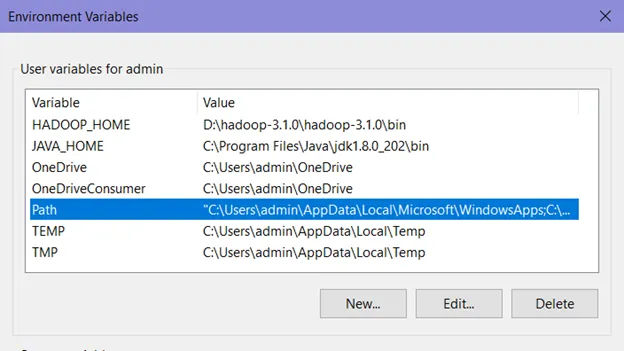 Environment Variables
User variables for admin
Variable Value
HADOOP_HOME D:\hadoop-3.1.0\hadoop-3.1.0\bin
JAVA_HOME C:\Program Files\Java\jdk1.8.0_202\bin
OneDrive C:\Users\admin\OneDrive
OneDriveConsumer C:\Users\admin\OneDrive
Path "C:\Users\admin\AppData\Local\Microsoft\WindowsApps;C:\...
TEMP C:\Users\admin\AppData\Local\Temp
TMP C:\Users\admin\AppData\Local\Temp
New... Edit... Delete